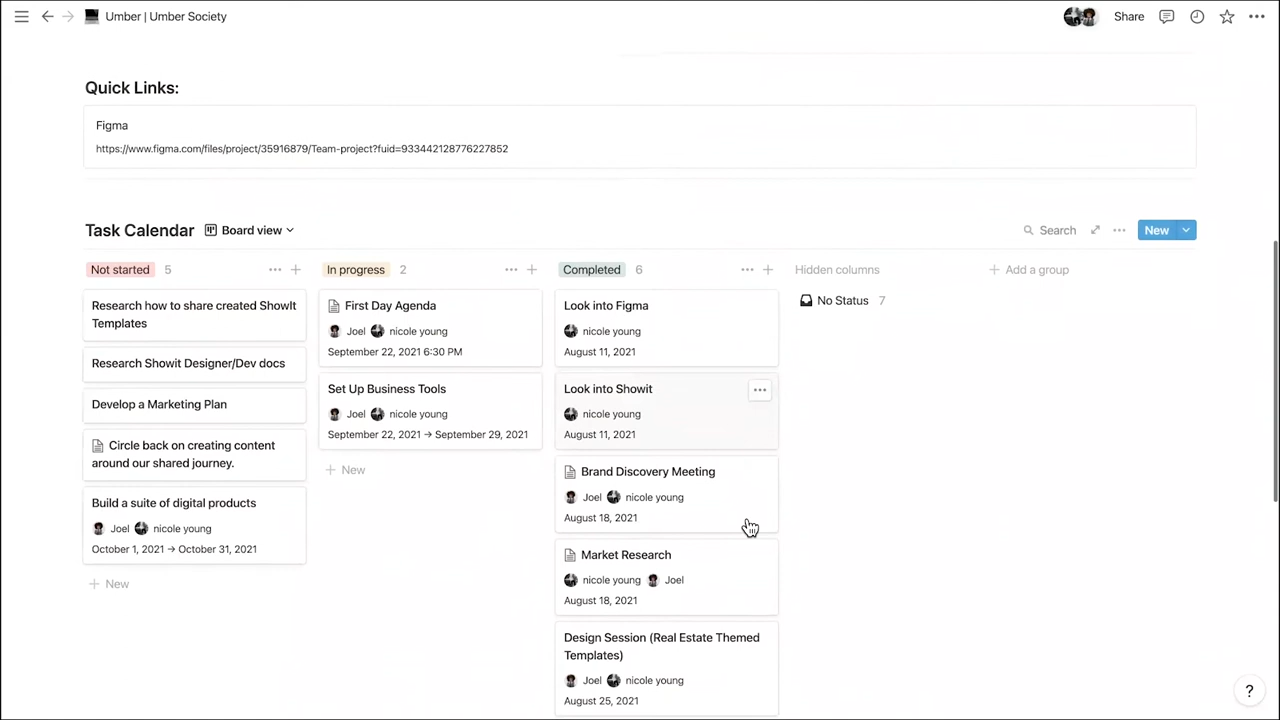 Umber | Umber Society
Share
Quick Links:
Figma
https://www.figma.com/files/project/35916879/Team-project?fuid=933442128776227852
Task Calendar
Board view
Search
New
Not started 5
Research how to share created ShowIt
Templates
Research Showit Designer/Dev docs
Develop a Marketing Plan
Circle back on creating content
around our shared journey.
Build a suite of digital products
Joel nicole young
October 1, 2021 → October 31, 2021
+ New
In progress 2
First Day Agenda
Joel nicole young
September 22, 2021 6:30 PM
Set Up Business Tools
Joel nicole young
September 22, 2021 → September 29, 2021
+ New
Completed 6
Look into Figma
nicole young
August 11, 2021
Look into Showit
nicole young
August 11, 2021
Brand Discovery Meeting
Joel nicole young
August 18, 2021
Market Research
nicole young Joel
August 18, 2021
Design Session (Real Estate Themed
Templates)
Joel nicole young
August 25, 2021
Hidden columns
No Status 7
+ Add a group
?